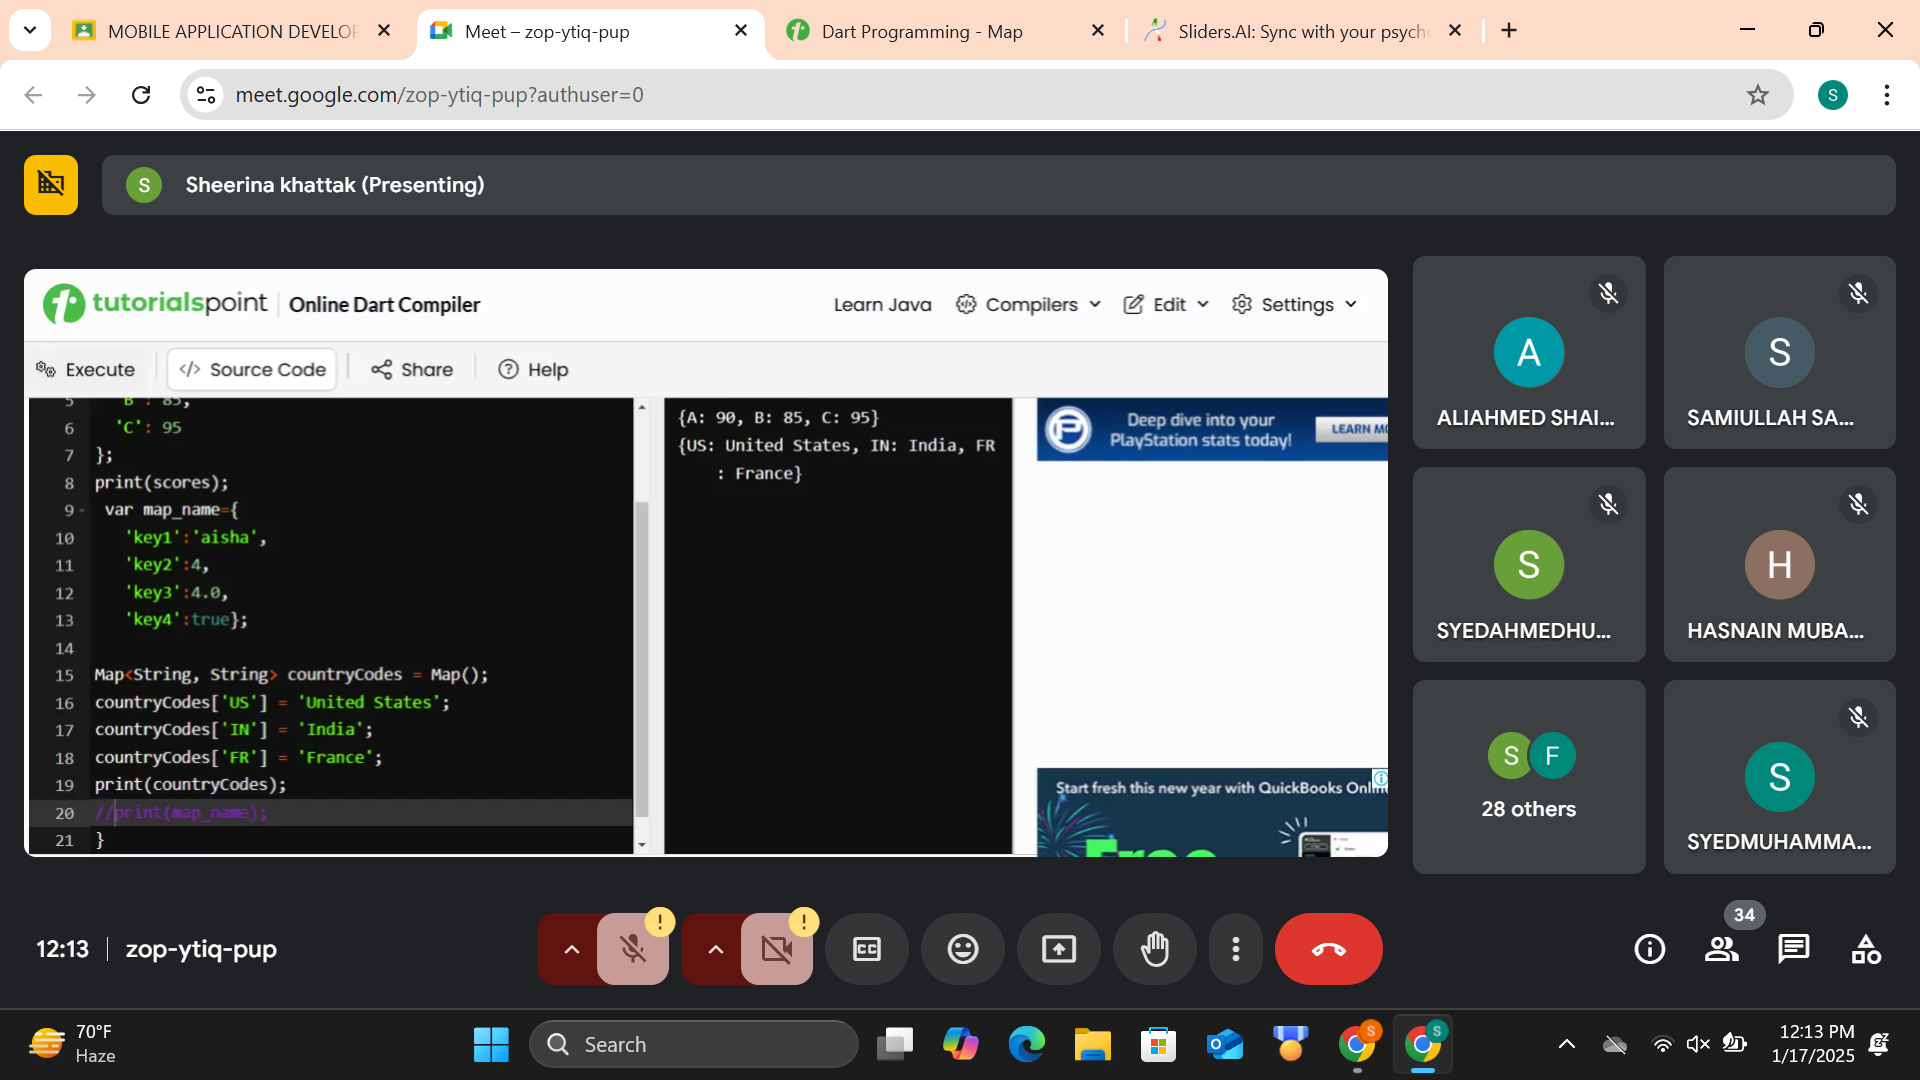 MOBILE APPLICATION DEVELOP
Meet – zop-ytiq-pup
Dart Programming - Map
Sliders.AI: Sync with your psyche
meet.google.com/zop-ytiq-pup?authuser=0
S
S
Sheerina khattak (Presenting)
tutorialspoint
Online Dart Compiler
Learn Java
Compilers
Edit
Settings
Execute
</> Source Code
Share
Help
5 'B': 85,
6 'C': 95
7 };
8 print(scores);
9 var map_name={
10 'key1':'aisha',
11 'key2':4,
12 'key3':4.0,
13 'key4':true};
14
15 Map<String, String> countryCodes = Map();
16 countryCodes['US'] = 'United States';
17 countryCodes['IN'] = 'India';
18 countryCodes['FR'] = 'France';
19 print(countryCodes);
20 //print(map_name);
21 }
{A: 90, B: 85, C: 95}
{US: United States, IN: India, FR
: France}
Deep dive into your
PlayStation stats today!
LEARN MO
Start fresh this new year with QuickBooks Onlin
Free
A
ALIAHMED SHAI...
S
SAMIULLAH SA...
S
SYEDAHMEDHU...
H
HASNAIN MUBA...
S F
28 others
S
SYEDMUHAMMA...
12:13
zop-ytiq-pup
!
!
CC
34
70°F
Haze
Search
S
S
12:13 PM
1/17/2025